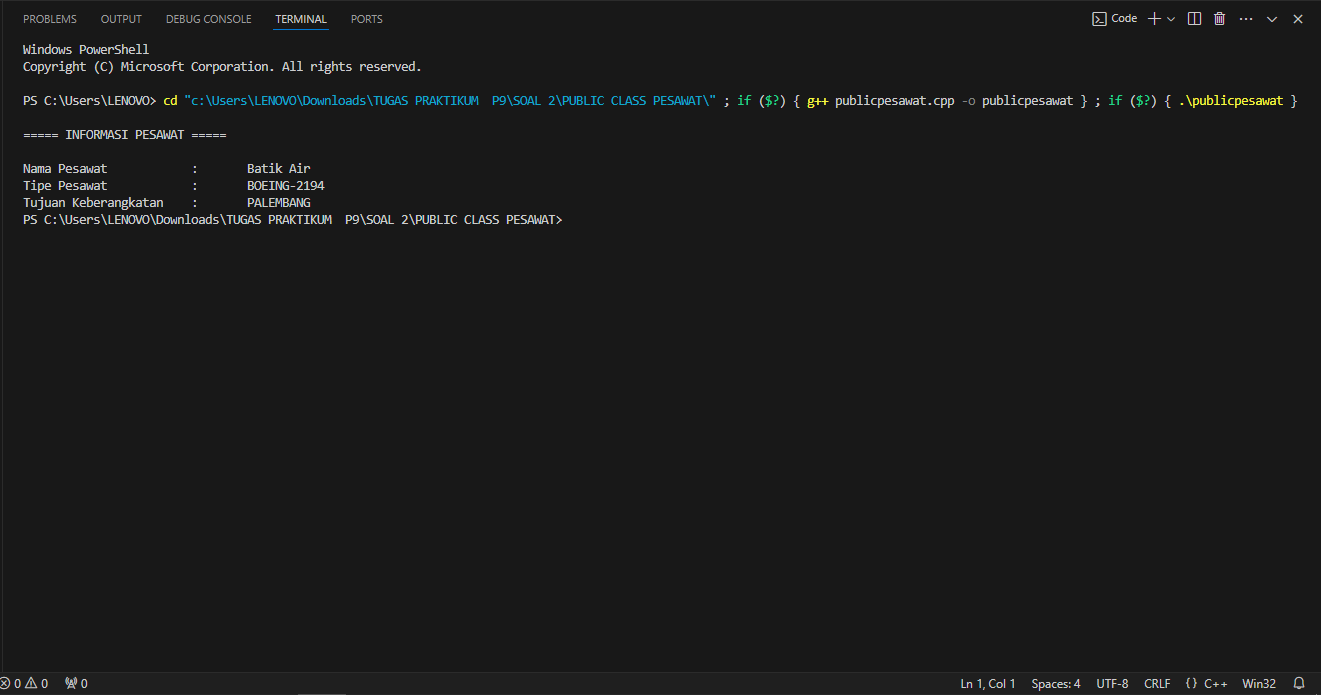 PROBLEMS OUTPUT DEBUG CONSOLE TERMINAL PORTS Code
Windows PowerShell
Copyright (C) Microsoft Corporation. All rights reserved.
PS C:\Users\LENOVO> cd "c:\Users\LENOVO\Downloads\TUGAS PRAKTIKUM  P9\SOAL 2\PUBLIC CLASS PESAWAT\" ; if ($?) { g++ publicpesawat.cpp -o publicpesawat } ; if ($?) { .\publicpesawat }
===== INFORMASI PESAWAT =====
Nama Pesawat : Batik Air
Tipe Pesawat : BOEING-2194
Tujuan Keberangkatan : PALEMBANG
PS C:\Users\LENOVO\Downloads\TUGAS PRAKTIKUM  P9\SOAL 2\PUBLIC CLASS PESAWAT>
0 0 0 Ln 1, Col 1 Spaces: 4 UTF-8 CRLF {} C++ Win32